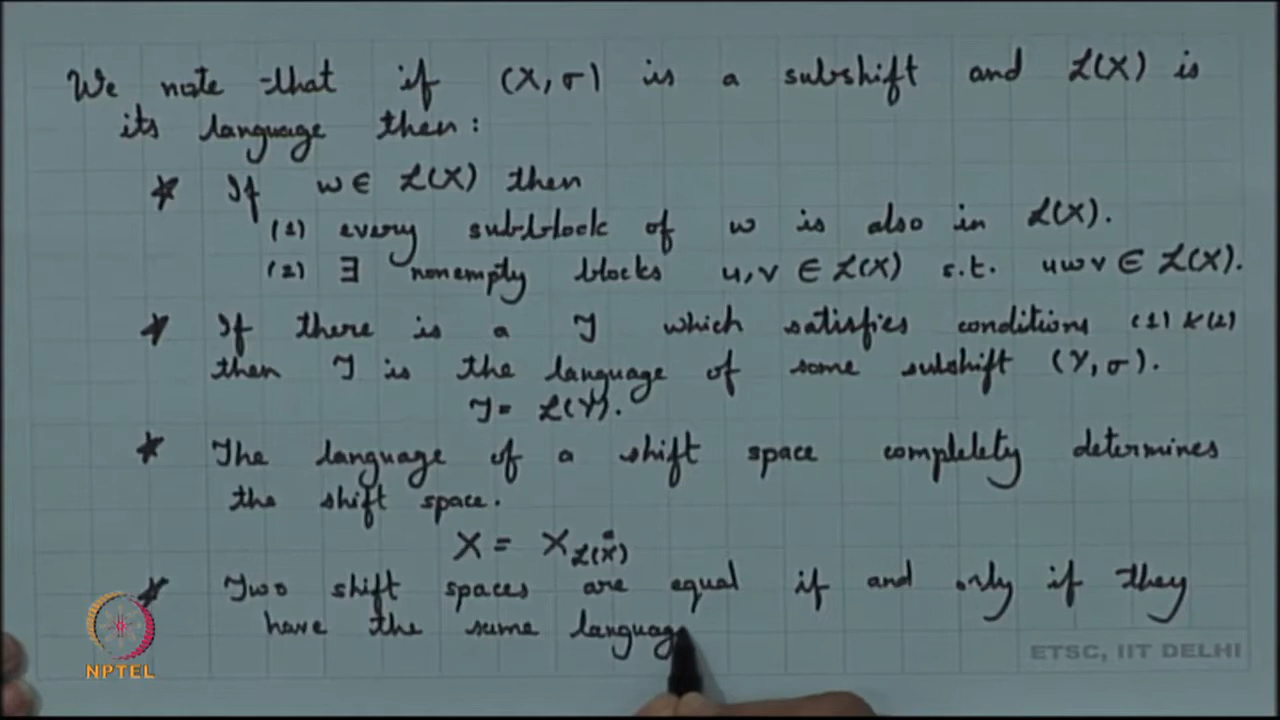 We note that if (X, σ) is a subshift and ℒ(X) is
its language then:
* If w ∈ ℒ(X) then
(1) every subblock of w is also in ℒ(X).
(2) ∃ nonempty blocks u, v ∈ ℒ(X) s.t. uwv ∈ ℒ(X).
* If there is a 𝒥 which satisfies conditions (1) & (2)
then 𝒥 is the language of some subshift (Y, σ).
𝒥 = ℒ(Y).
* The language of a shift space completely determines
the shift space.
X = X_{ℒ(X)^c}
* Two shift spaces are equal if and only if they
have the same languag
NPTEL
ETSC, IIT DELHI